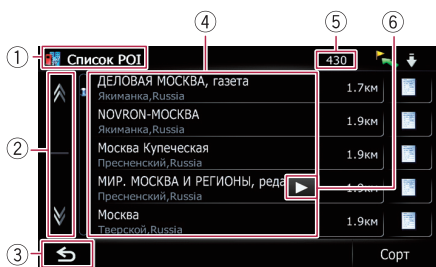 ④ ⑤ ⑥
① Список POI 430
ДЕЛОВАЯ МОСКВА, газета 1.7км
Якиманка,Russia
NOVRON-МОСКВА 1.9км
Якиманка,Russia
②
Москва Купеческая 1.9км
Пресненский,Russia
МИР. МОСКВА И РЕГИОНЫ, реда 1.9км
Пресненский,Russia
Москва 1.9км
Тверской,Russia
③ Сорт